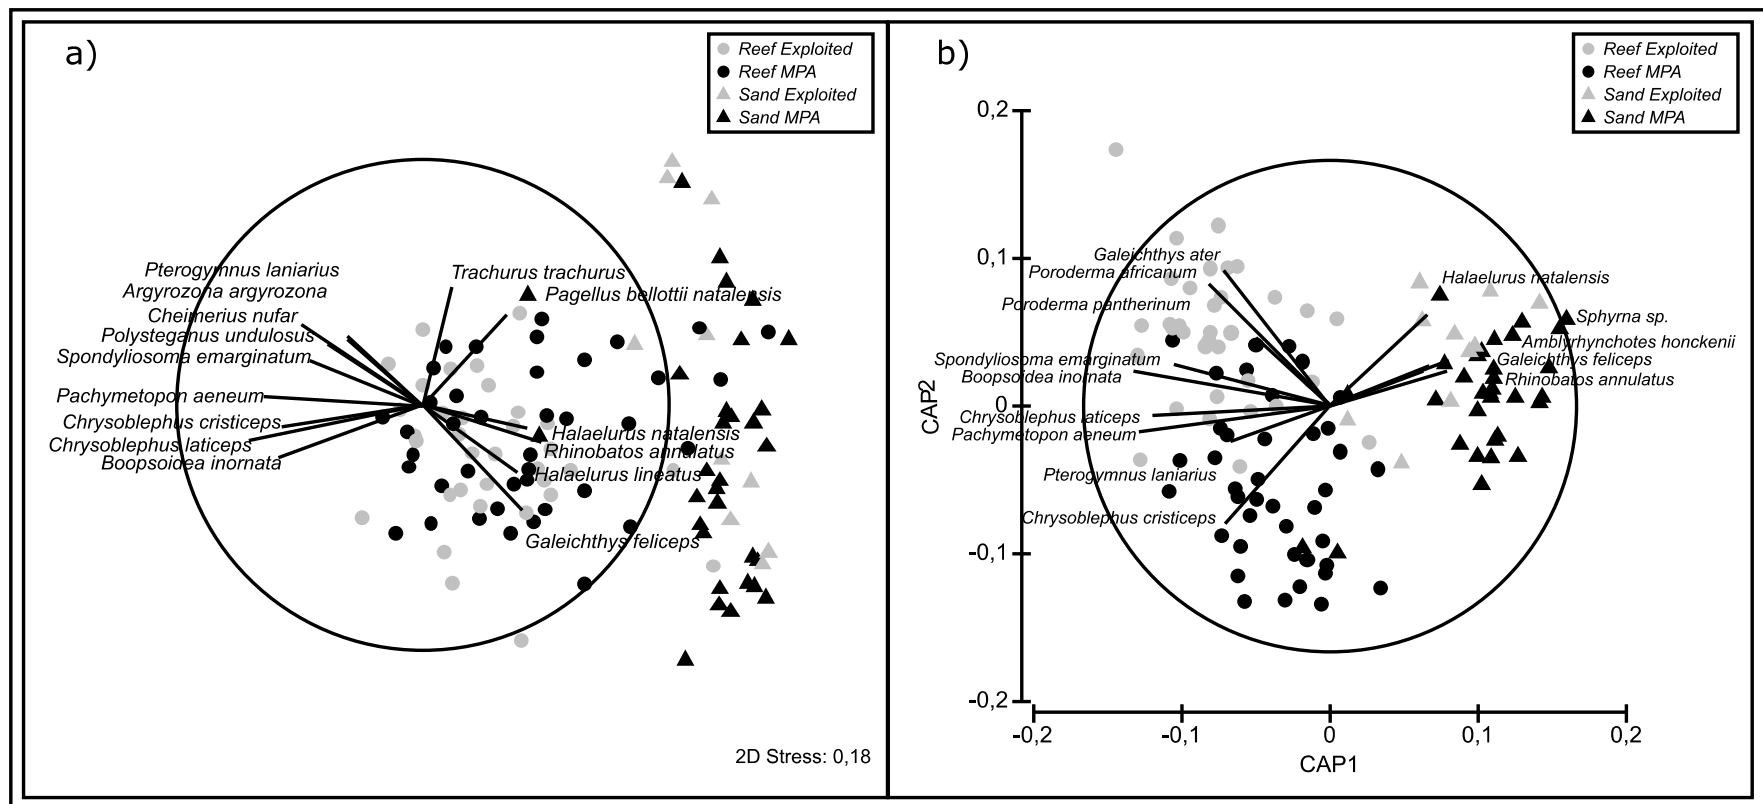 a)
Reef Exploited
Reef MPA
Sand Exploited
Sand MPA
Pterogymnus laniarius
Argyrozona argyrozona
Cheimerius nufar
Polysteganus undulosus
Spondyliosoma emarginatum
Pachymetopon aeneum
Chrysoblephus cristiceps
Chrysoblephus laticeps
Boopsoidea inornata
Trachurus trachurus
Pagellus bellottii natalensis
Halaelurus natalensis
Rhinobatos annulatus
Halaelurus lineatus
Galeichthys feliceps
2D Stress: 0,18
b)
Reef Exploited
Reef MPA
Sand Exploited
Sand MPA
0,2
0,1
0
-0,1
-0,2
CAP2
Galeichthys ater
Poroderma africanum
Poroderma pantherinum
Spondyliosoma emarginatum
Boopsoidea inornata
Chrysoblephus laticeps
Pachymetopon aeneum
Pterogymnus laniarius
Chrysoblephus cristiceps
Halaelurus natalensis
Sphyrna sp.
Amblyrhynchotes honckenii
Galeichthys feliceps
Rhinobatos annulatus
-0,2
-0,1
0
0,1
0,2
CAP1